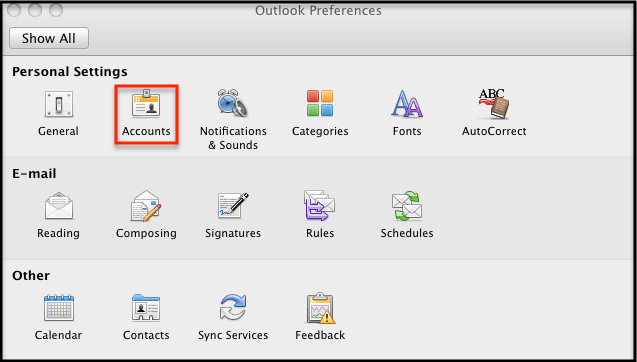 Outlook Preferences
Show All
Personal Settings
General
Accounts
Notifications
& Sounds
Categories
Fonts
ABC
AutoCorrect
E-mail
Reading
Composing
Signatures
Rules
Schedules
Other
Calendar
Contacts
Sync Services
Feedback